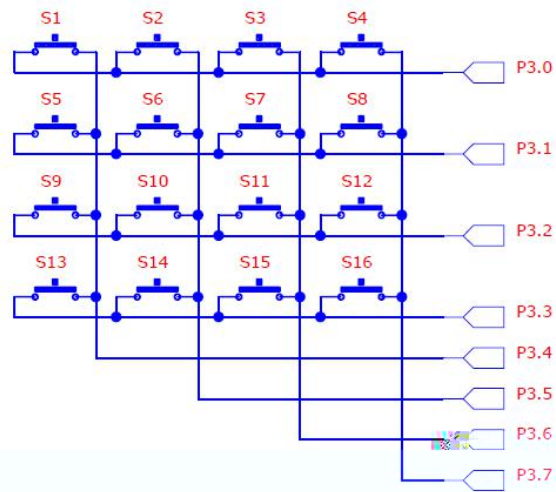 S1 S2 S3 S4
P3.0
S5 S6 S7 S8
P3.1
S9 S10 S11 S12
P3.2
S13 S14 S15 S16
P3.3
P3.4
P3.5
P3.6
P3.7